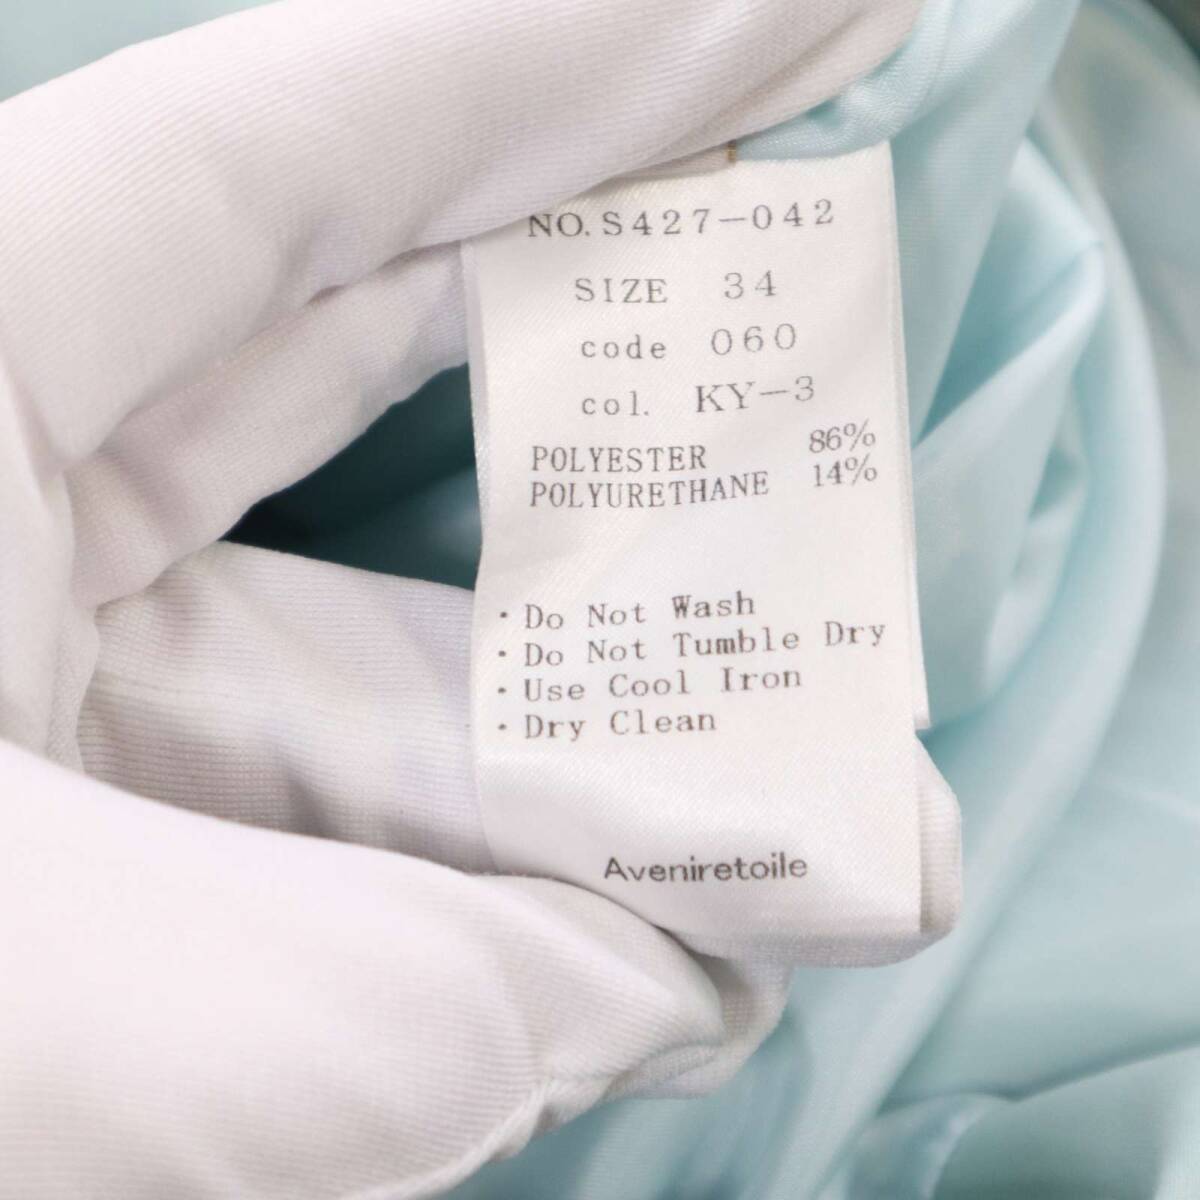 NO. S427-042
SIZE 34
code 060
col. KY-3
POLYESTER 86%
POLYURETHANE 14%
・Do Not Wash
・Do Not Tumble Dry
・Use Cool Iron
・Dry Clean
Aveniretoile